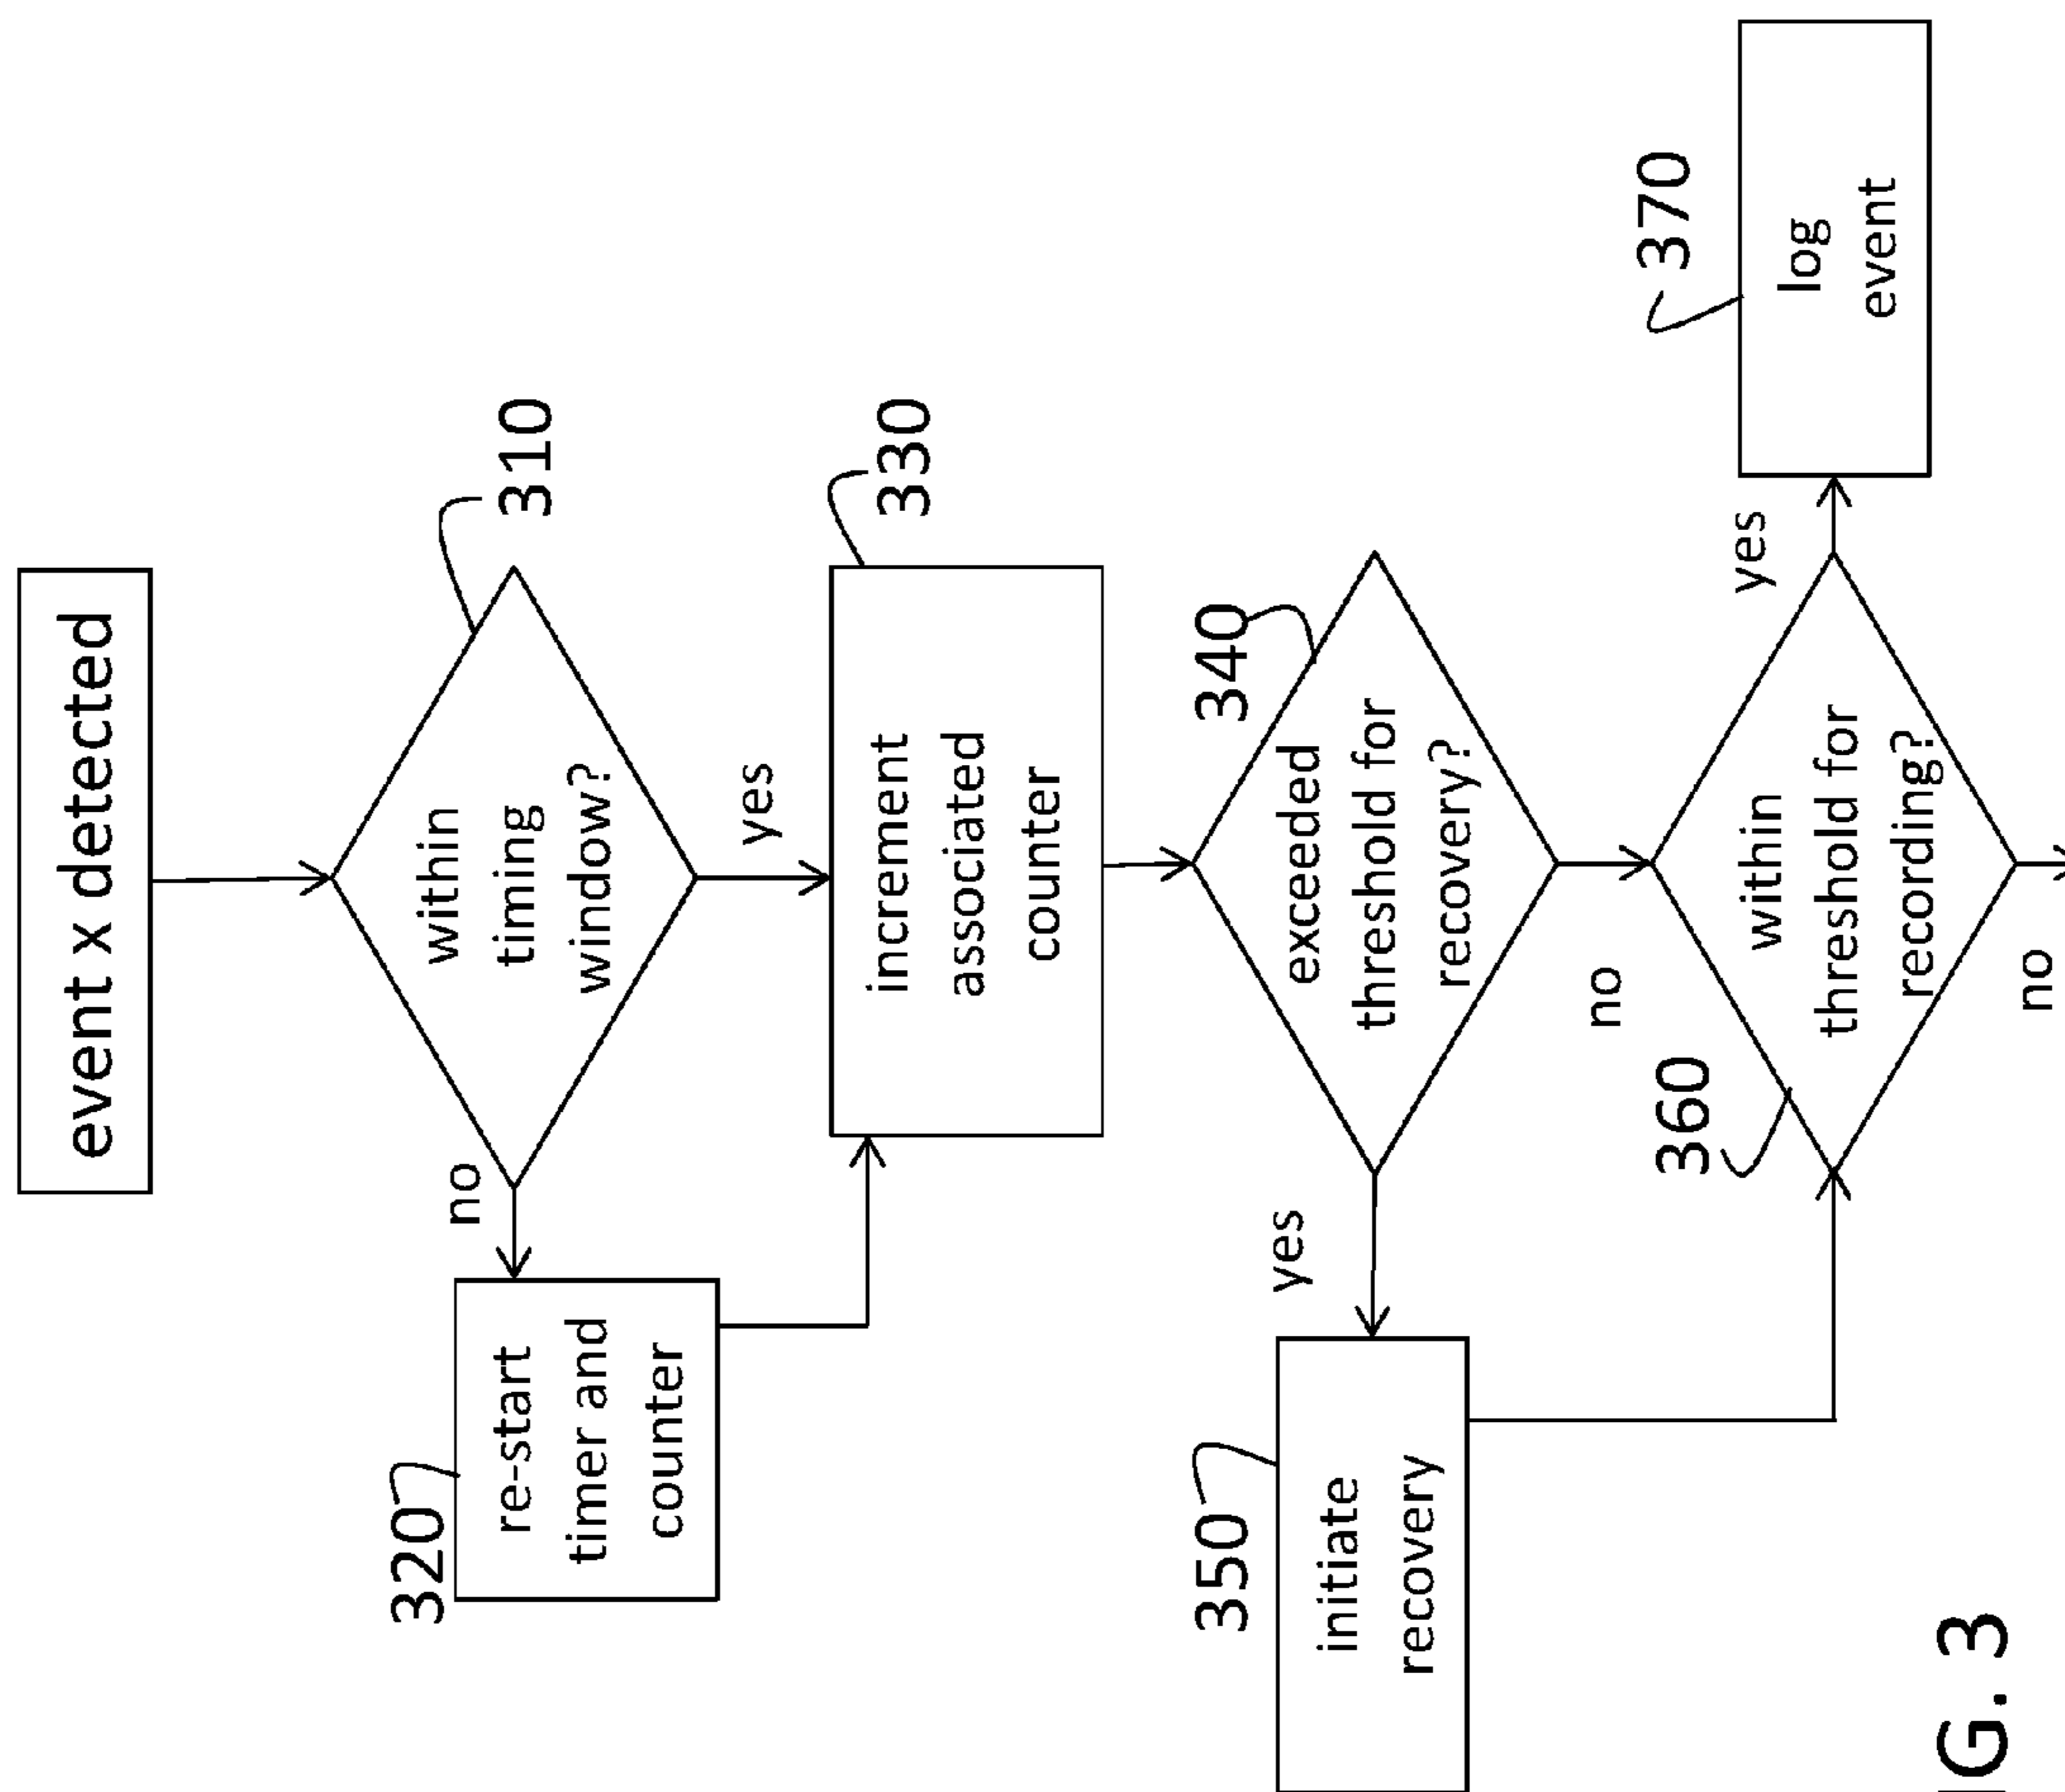 event x detected
within
timing
window?
310
no
yes
320
re-start
timer and
counter
330
increment
associated
counter
340
exceeded
threshold for
recovery?
yes
no
350
initiate
recovery
360
within
threshold for
recording?
yes
no
370
log
event
G. 3